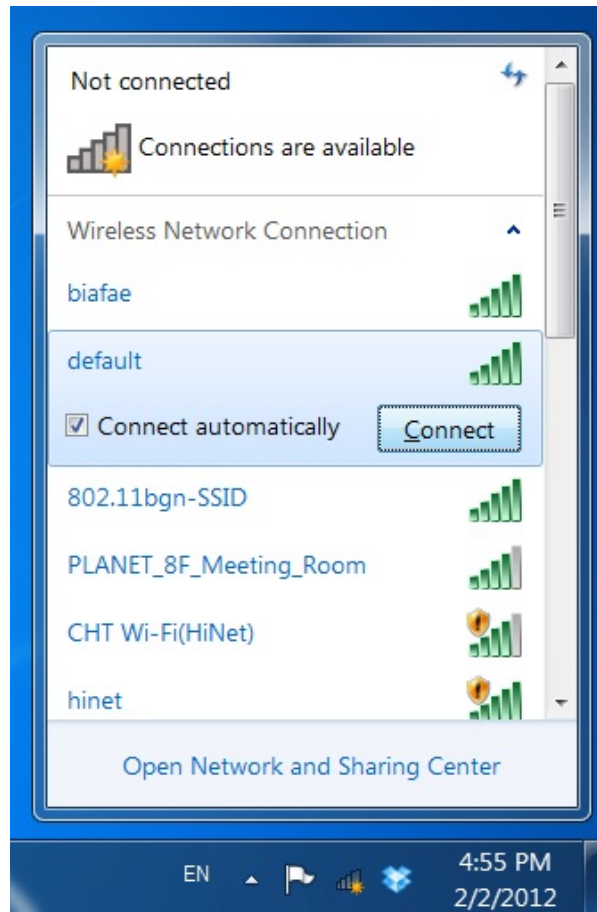 Not connected
Connections are available
Wireless Network Connection
biafae
default
Connect automatically Connect
802.11bgn-SSID
PLANET_8F_Meeting_Room
CHT Wi-Fi(HiNet)
hinet
Open Network and Sharing Center
EN 4:55 PM
2/2/2012